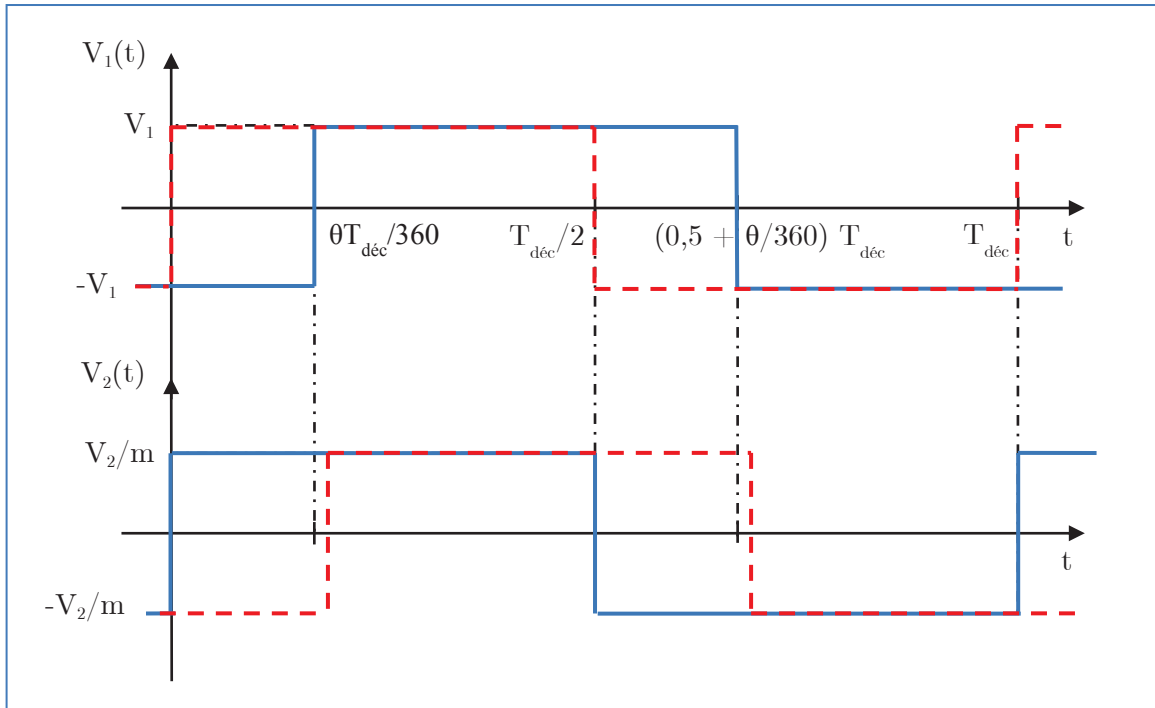 V₁(t)
V₁
θT_déc/360 T_déc/2 (0,5 + θ/360) T_déc T_déc t
-V₁
V₂(t)
V₂/m
t
-V₂/m